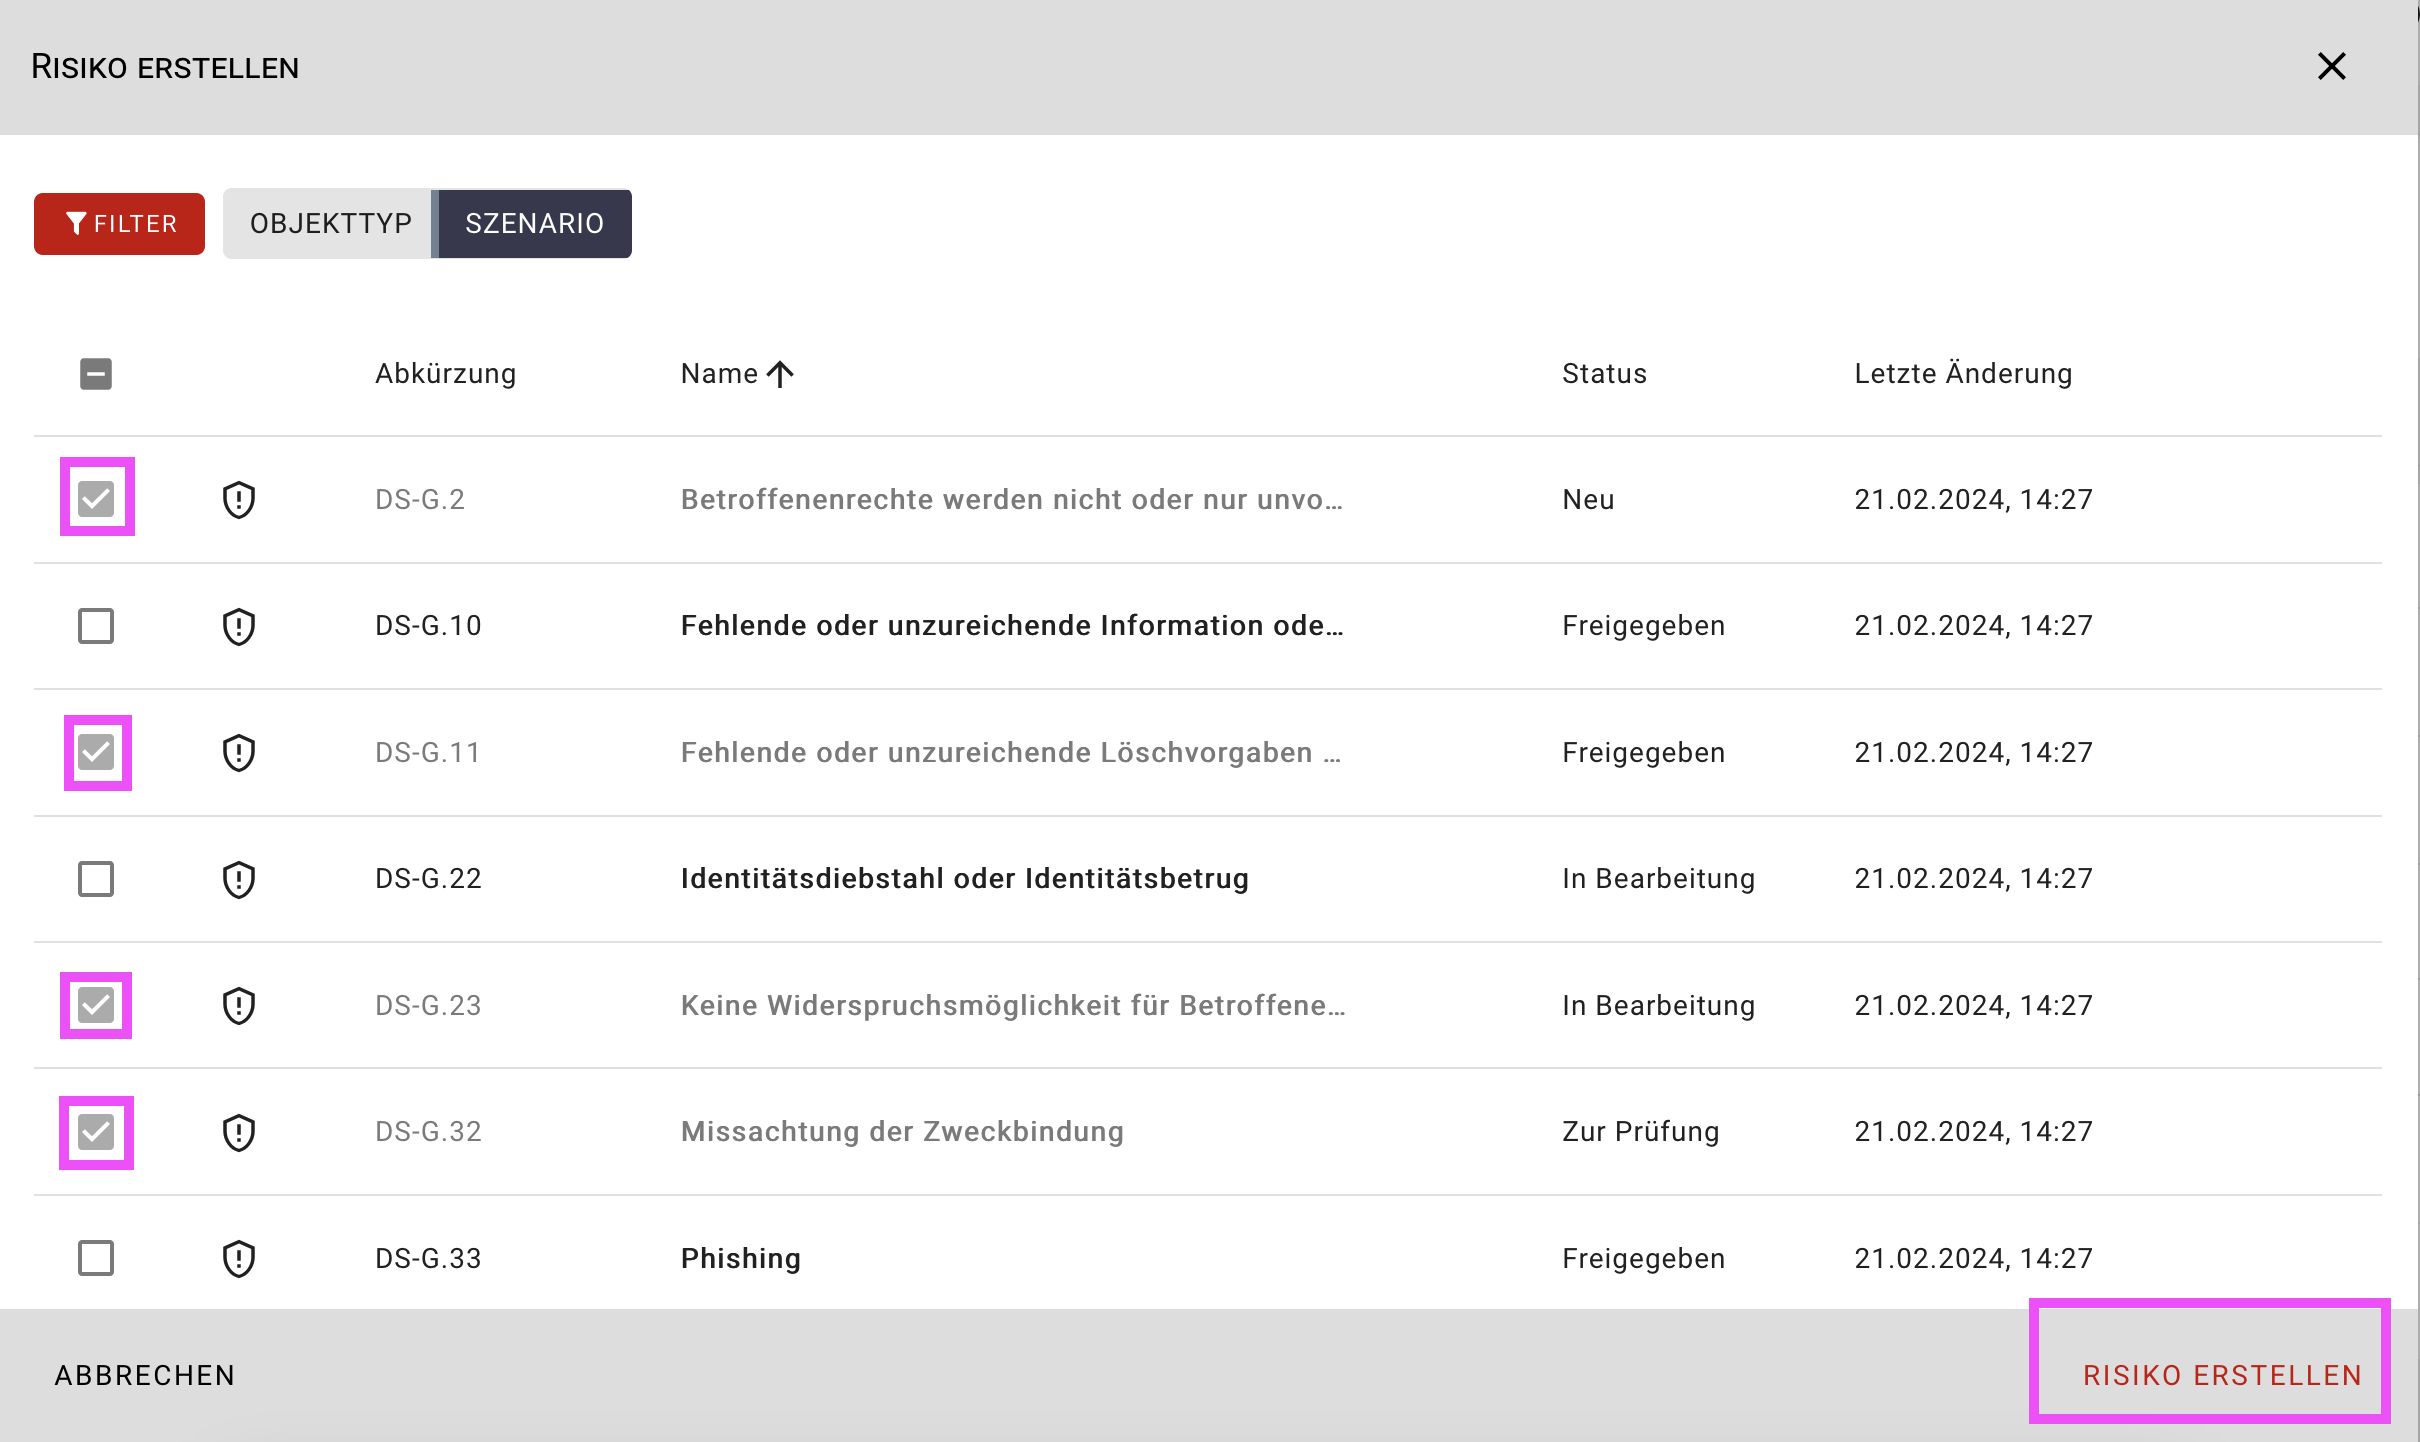 Risiko erstellen
FILTER OBJEKTTYP SZENARIO
Abkürzung Name Status Letzte Änderung
DS-G.2 Betroffenenrechte werden nicht oder nur unvo… Neu 21.02.2024, 14:27
DS-G.10 Fehlende oder unzureichende Information ode… Freigegeben 21.02.2024, 14:27
DS-G.11 Fehlende oder unzureichende Löschvorgaben … Freigegeben 21.02.2024, 14:27
DS-G.22 Identitätsdiebstahl oder Identitätsbetrug In Bearbeitung 21.02.2024, 14:27
DS-G.23 Keine Widerspruchsmöglichkeit für Betroffene… In Bearbeitung 21.02.2024, 14:27
DS-G.32 Missachtung der Zweckbindung Zur Prüfung 21.02.2024, 14:27
DS-G.33 Phishing Freigegeben 21.02.2024, 14:27
ABBRECHEN RISIKO ERSTELLEN